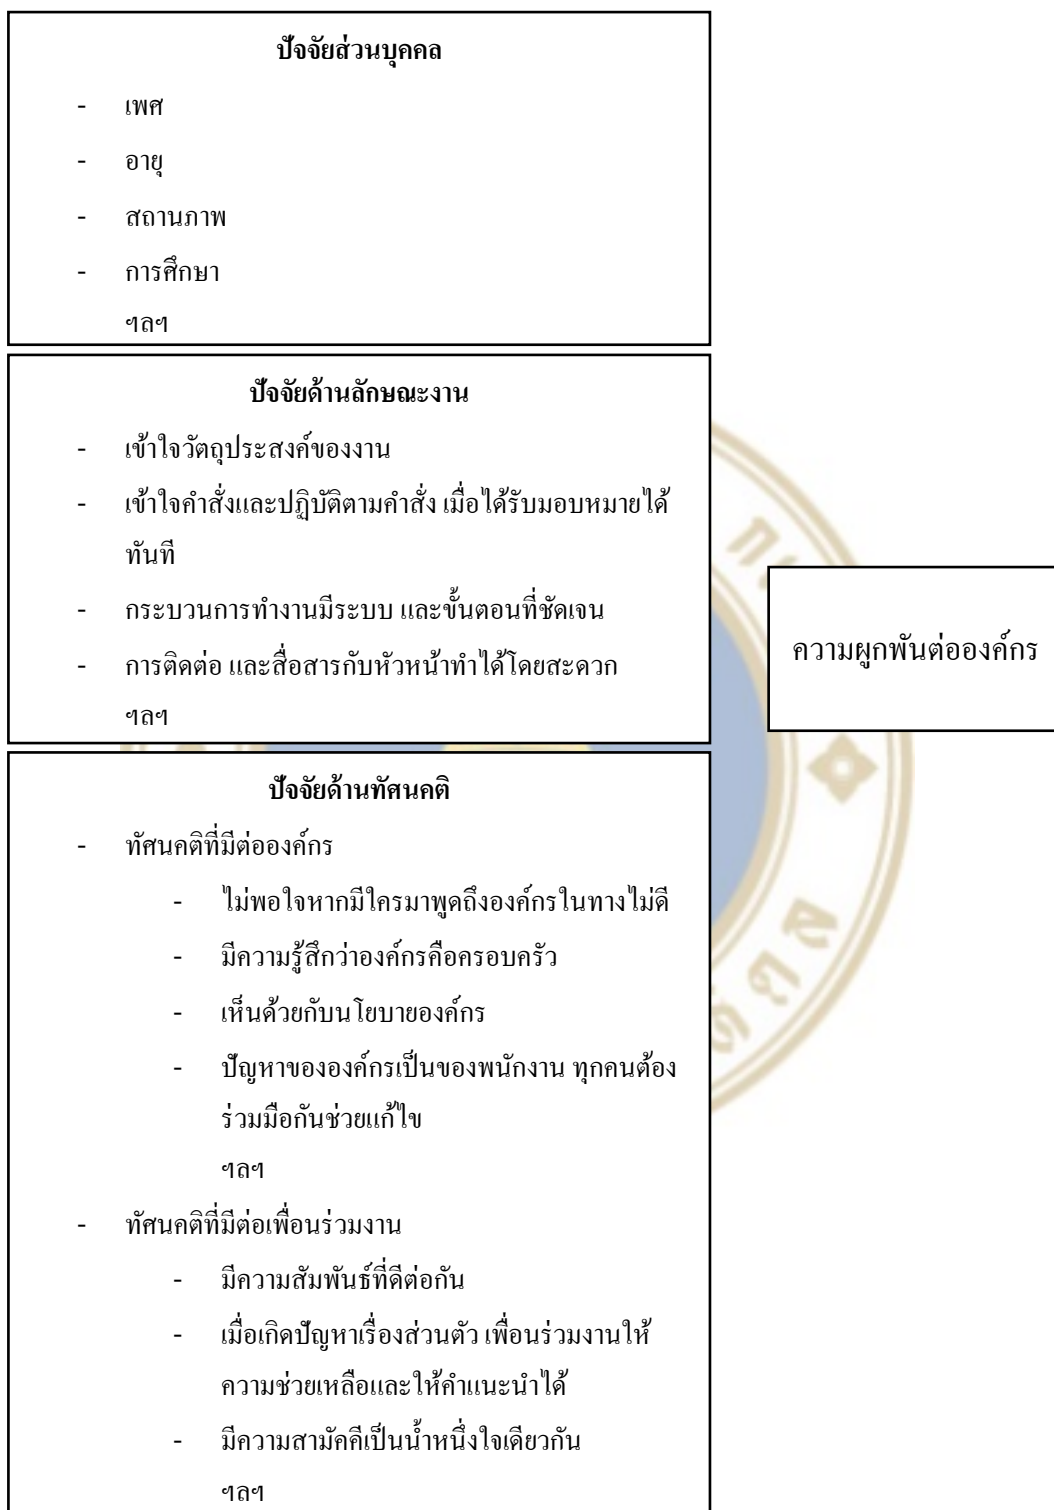 ปัจจัยส่วนบุคคล
- เพศ
- อายุ
- สถานภาพ
- การศึกษา
ฯลฯ
ปัจจัยด้านลักษณะงาน
- เข้าใจวัตถุประสงค์ของงาน
- เข้าใจคำสั่งและปฏิบัติตามคำสั่ง เมื่อได้รับมอบหมายได้
ทันที
- กระบวนการทำงานมีระบบ และขั้นตอนที่ชัดเจน
- การติดต่อ และสื่อสารกับหัวหน้าทำได้โดยสะดวก
ฯลฯ
ความผูกพันต่อองค์กร
ปัจจัยด้านทัศนคติ
- ทัศนคติที่มีต่อองค์กร
- ไม่พอใจหากมีใครมาพูดถึงองค์กรในทางไม่ดี
- มีความรู้สึกว่าองค์กรคือครอบครัว
- เห็นด้วยกับนโยบายองค์กร
- ปัญหาขององค์กรเป็นของพนักงาน ทุกคนต้อง
ร่วมมือกันช่วยแก้ไข
ฯลฯ
- ทัศนคติที่มีต่อเพื่อนร่วมงาน
- มีความสัมพันธ์ที่ดีต่อกัน
- เมื่อเกิดปัญหาเรื่องส่วนตัว เพื่อนร่วมงานให้
ความช่วยเหลือและให้คำแนะนำได้
- มีความสามัคคีเป็นน้ำหนึ่งใจเดียวกัน
ฯลฯ